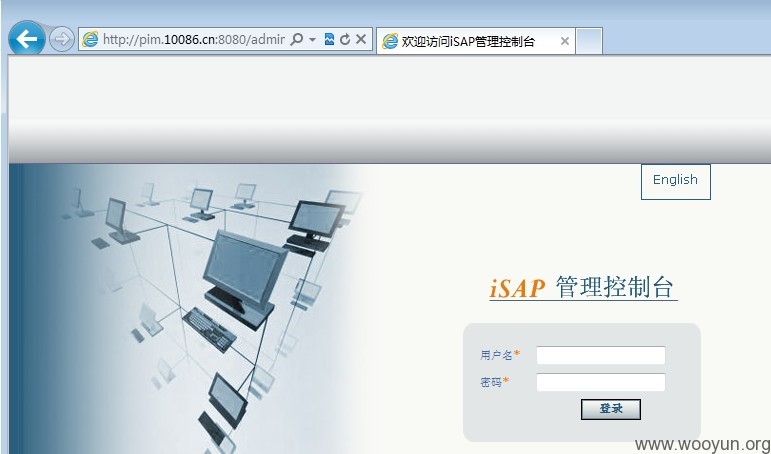 http://pim.10086.cn:8080/admir
欢迎访问iSAP管理控制台
English
iSAP 管理控制台
用户名*
密码*
登录
www.wooyun.org